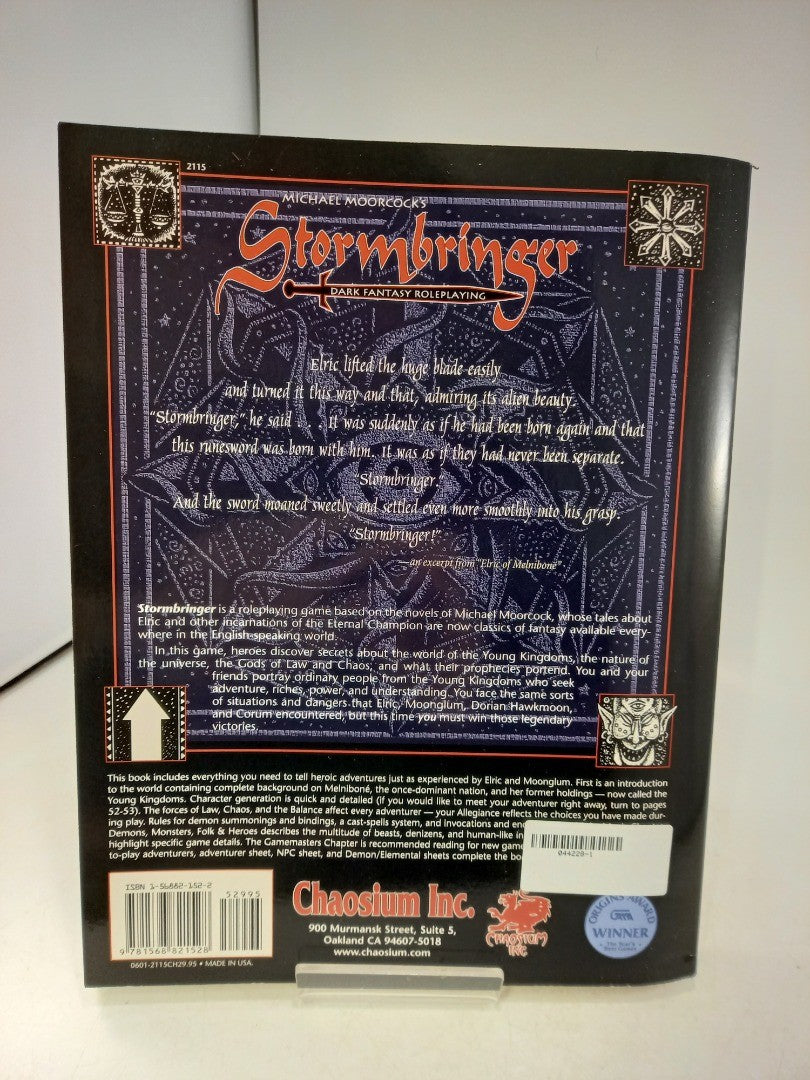 2115
MICHAEL MOORCOCK'S
Stormbringer
DARK FANTASY ROLEPLAYING
Elric lifted the huge blade easily
and turned it this way and that, admiring its alien beauty.
"Stormbringer," he said . . . It was suddenly as if he had been born again and that
this runesword was born with him. It was as if they had never been separate.
"Stormbringer."
And the sword moaned sweetly and settled even more smoothly into his grasp.
"Stormbringer!"
—an excerpt from "Elric of Melniboné"
Stormbringer is a roleplaying game based on the novels of Michael Moorcock, whose tales about
Elric and other incarnations of the Eternal Champion are now classics of fantasy available every-
where in the English-speaking world.
In this game, heroes discover secrets about the world of the Young Kingdoms, the nature of
the universe, the Gods of Law and Chaos, and what their prophecies portend. You and your
friends portray ordinary people from the Young Kingdoms who seek
adventure, riches, power, and understanding. You face the same sorts
of situations and dangers that Elric, Moonglum, Dorian Hawkmoon,
and Corum encountered, but this time you must win those legendary
victories.
This book includes everything you need to tell heroic adventures just as experienced by Elric and Moonglum. First is an introduction
to the world containing complete background on Melniboné, the once-dominant nation, and her former holdings — now called the
Young Kingdoms. Character generation is quick and detailed (if you would like to meet your adventurer right away, turn to pages
52-53). The forces of Law, Chaos, and the Balance affect every adventurer — your Allegiance reflects the choices you have made dur-
ing play. Rules for demon summonings and bindings, a cast-spells system, and invocations and
Demons, Monsters, Folk & Heroes describes the multitude of beasts, denizens, and human-like
highlight specific game details. The Gamemasters Chapter is recommended reading for new
to-play adventurers, adventurer sheet, NPC sheet, and Demon/Elemental sheets complete the
044228-1
ISBN 1-56882-152-2
52995
9 781568 821528
0601-2115CH29.95 • MADE IN USA.
Chaosium Inc.
900 Murmansk Street, Suite 5,
Oakland CA 94607-5018
www.chaosium.com
CHAOSIUM
INC
ORIGINS AWARD
GAMA
WINNER
The Year's
Best Games